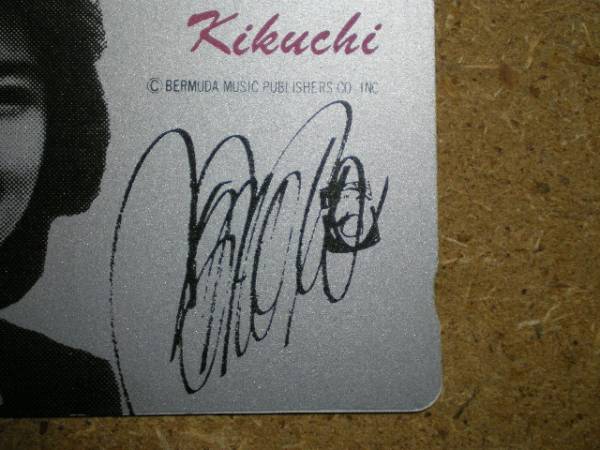 Kikuchi
Ⓒ BERMUDA MUSIC PUBLISHERS CO. INC